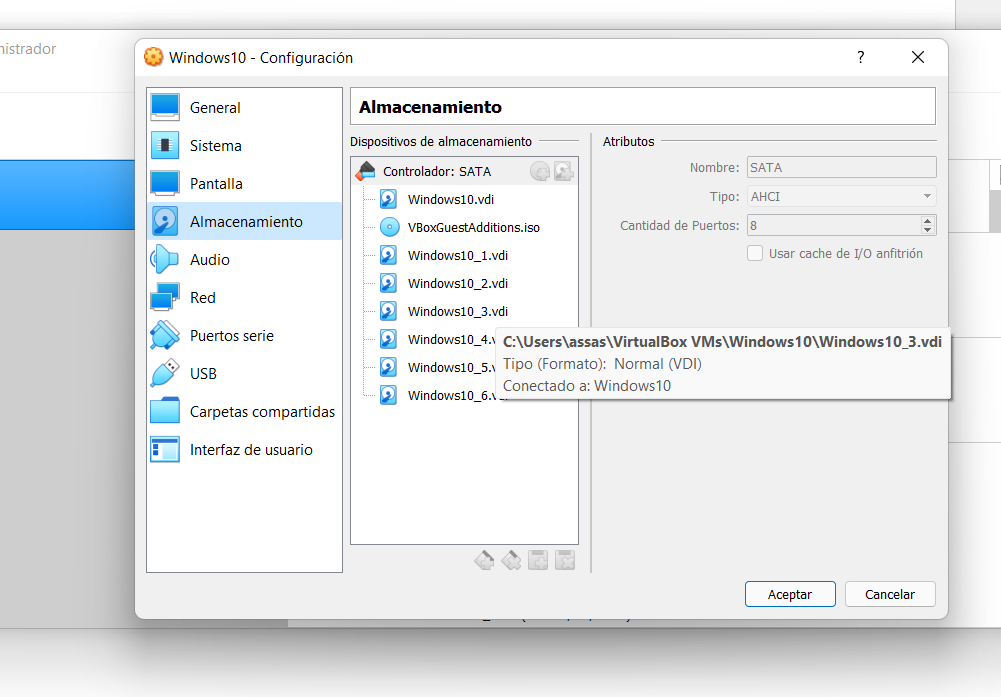 nistrador
Windows10 - Configuración
?
General
Sistema
Pantalla
Almacenamiento
Audio
Red
Puertos serie
USB
Carpetas compartidas
Interfaz de usuario
Almacenamiento
Dispositivos de almacenamiento
Controlador: SATA
Windows10.vdi
VBoxGuestAdditions.iso
Windows10_1.vdi
Windows10_2.vdi
Windows10_3.vdi
Windows10_4.v
Windows10_5.v
Windows10_6.vdi
Atributos
Nombre: SATA
Tipo: AHCI
Cantidad de Puertos: 8
Usar cache de I/O anfitrión
C:\Users\assas\VirtualBox VMs\Windows10\Windows10_3.vdi
Tipo (Formato): Normal (VDI)
Conectado a: Windows10
Aceptar
Cancelar